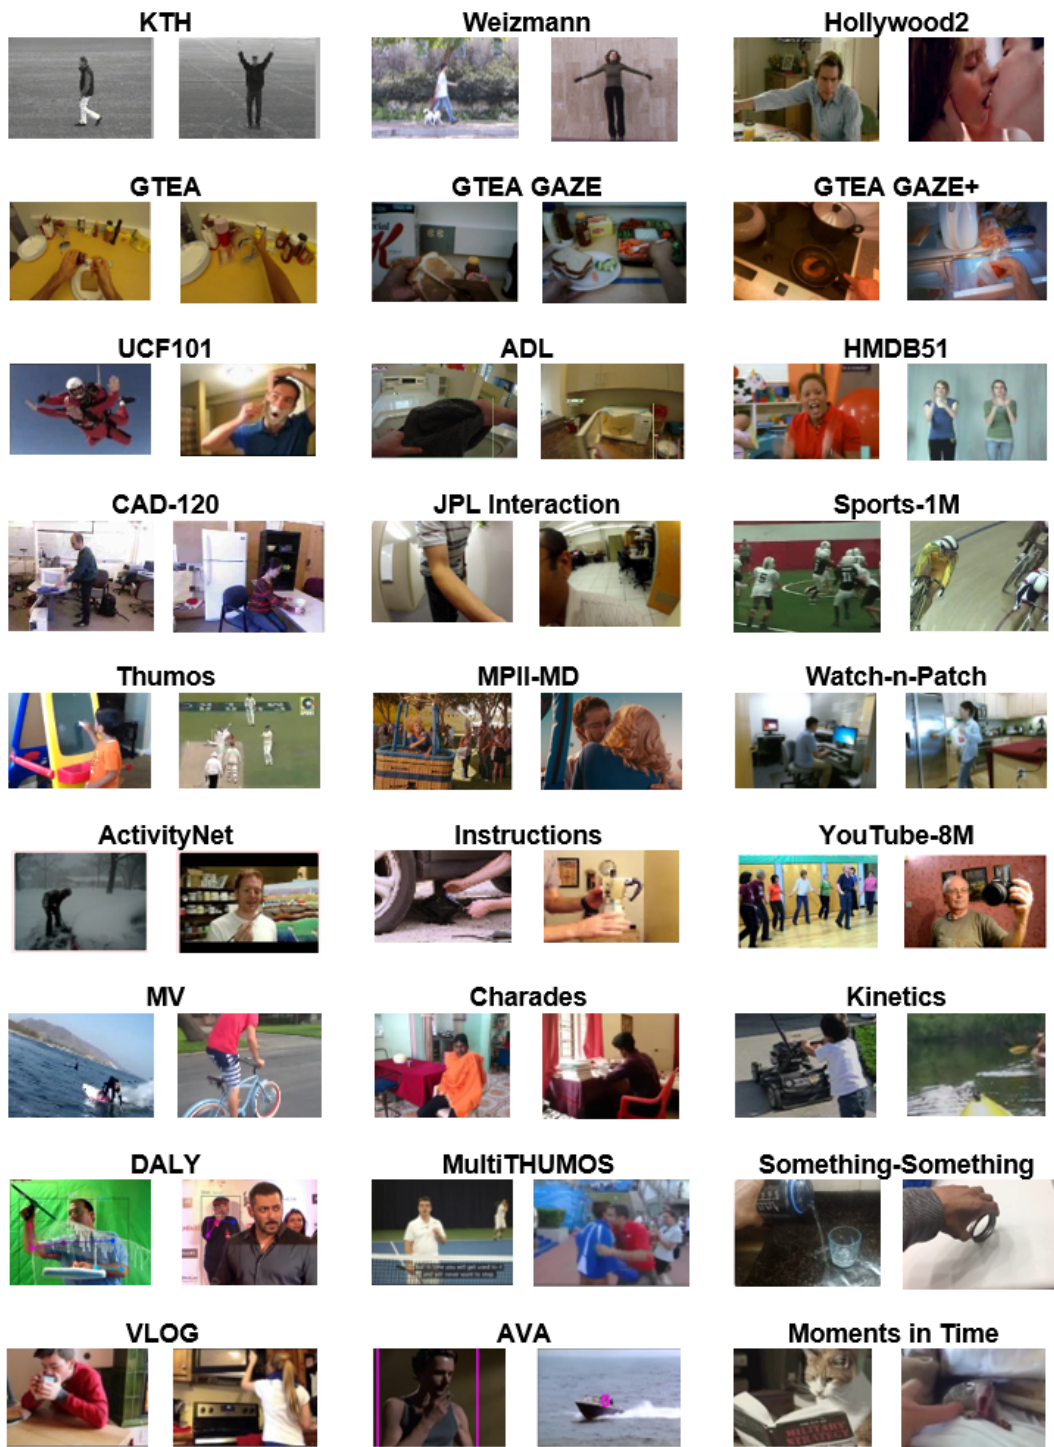 KTH Weizmann Hollywood2
GTEA GTEA GAZE GTEA GAZE+
UCF101 ADL HMDB51
CAD-120 JPL Interaction Sports-1M
Thumos MPII-MD Watch-n-Patch
ActivityNet Instructions YouTube-8M
MV Charades Kinetics
DALY MultiTHUMOS Something-Something
VLOG AVA Moments in Time
MILITARY
STRATEGY